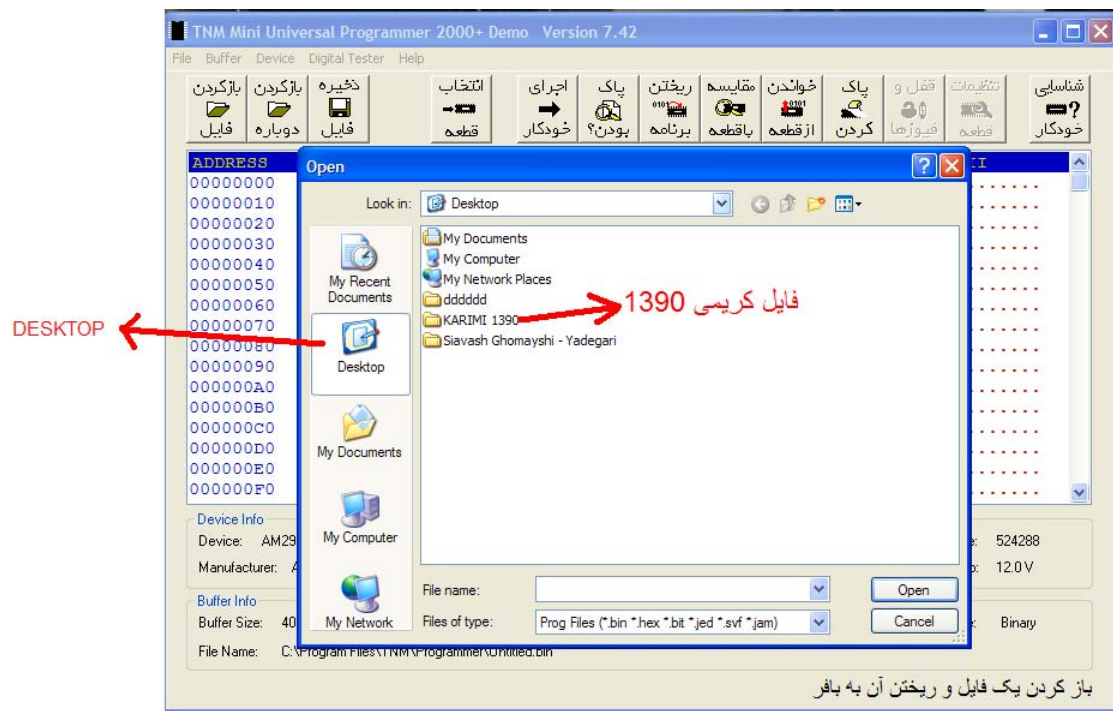 TNM Mini Universal Programmer 2000+ Demo Version 7.42
File Buffer Device Digital Tester Help
بازکردن فایل
بازکردن دوباره
ذخیره فایل
انتخاب قطعه
اجرای خودکار
پاک بودن؟
ریختن برنامه
مقایسه باقطعه
خواندن ازقطعه
پاک کردن
قفل و فیوزها
تنظیمات قطعه
شناسایی خودکار
ADDRESS
00000000
00000010
00000020
00000030
00000040
00000050
00000060
00000070
00000080
00000090
000000A0
000000B0
000000C0
000000D0
000000E0
000000F0
Open
Look in: Desktop
My Recent Documents
Desktop
My Documents
My Computer
My Network
My Documents
My Computer
My Network Places
dddddd
KARIMI 1390
Siavash Ghomayshi - Yadegari
فایل کریمی 1390
DESKTOP
File name:
Open
Files of type: Prog Files (*.bin *.hex *.bit *.jed *.svf *.jam)
Cancel
Device Info
Device: AM29
524288
Manufacturer:
12.0 V
Buffer Info
Buffer Size: 40
Binary
File Name: C:\Program Files\TNM\Programmer\Untitled.bin
باز کردن یک فایل و ریختن آن به بافر